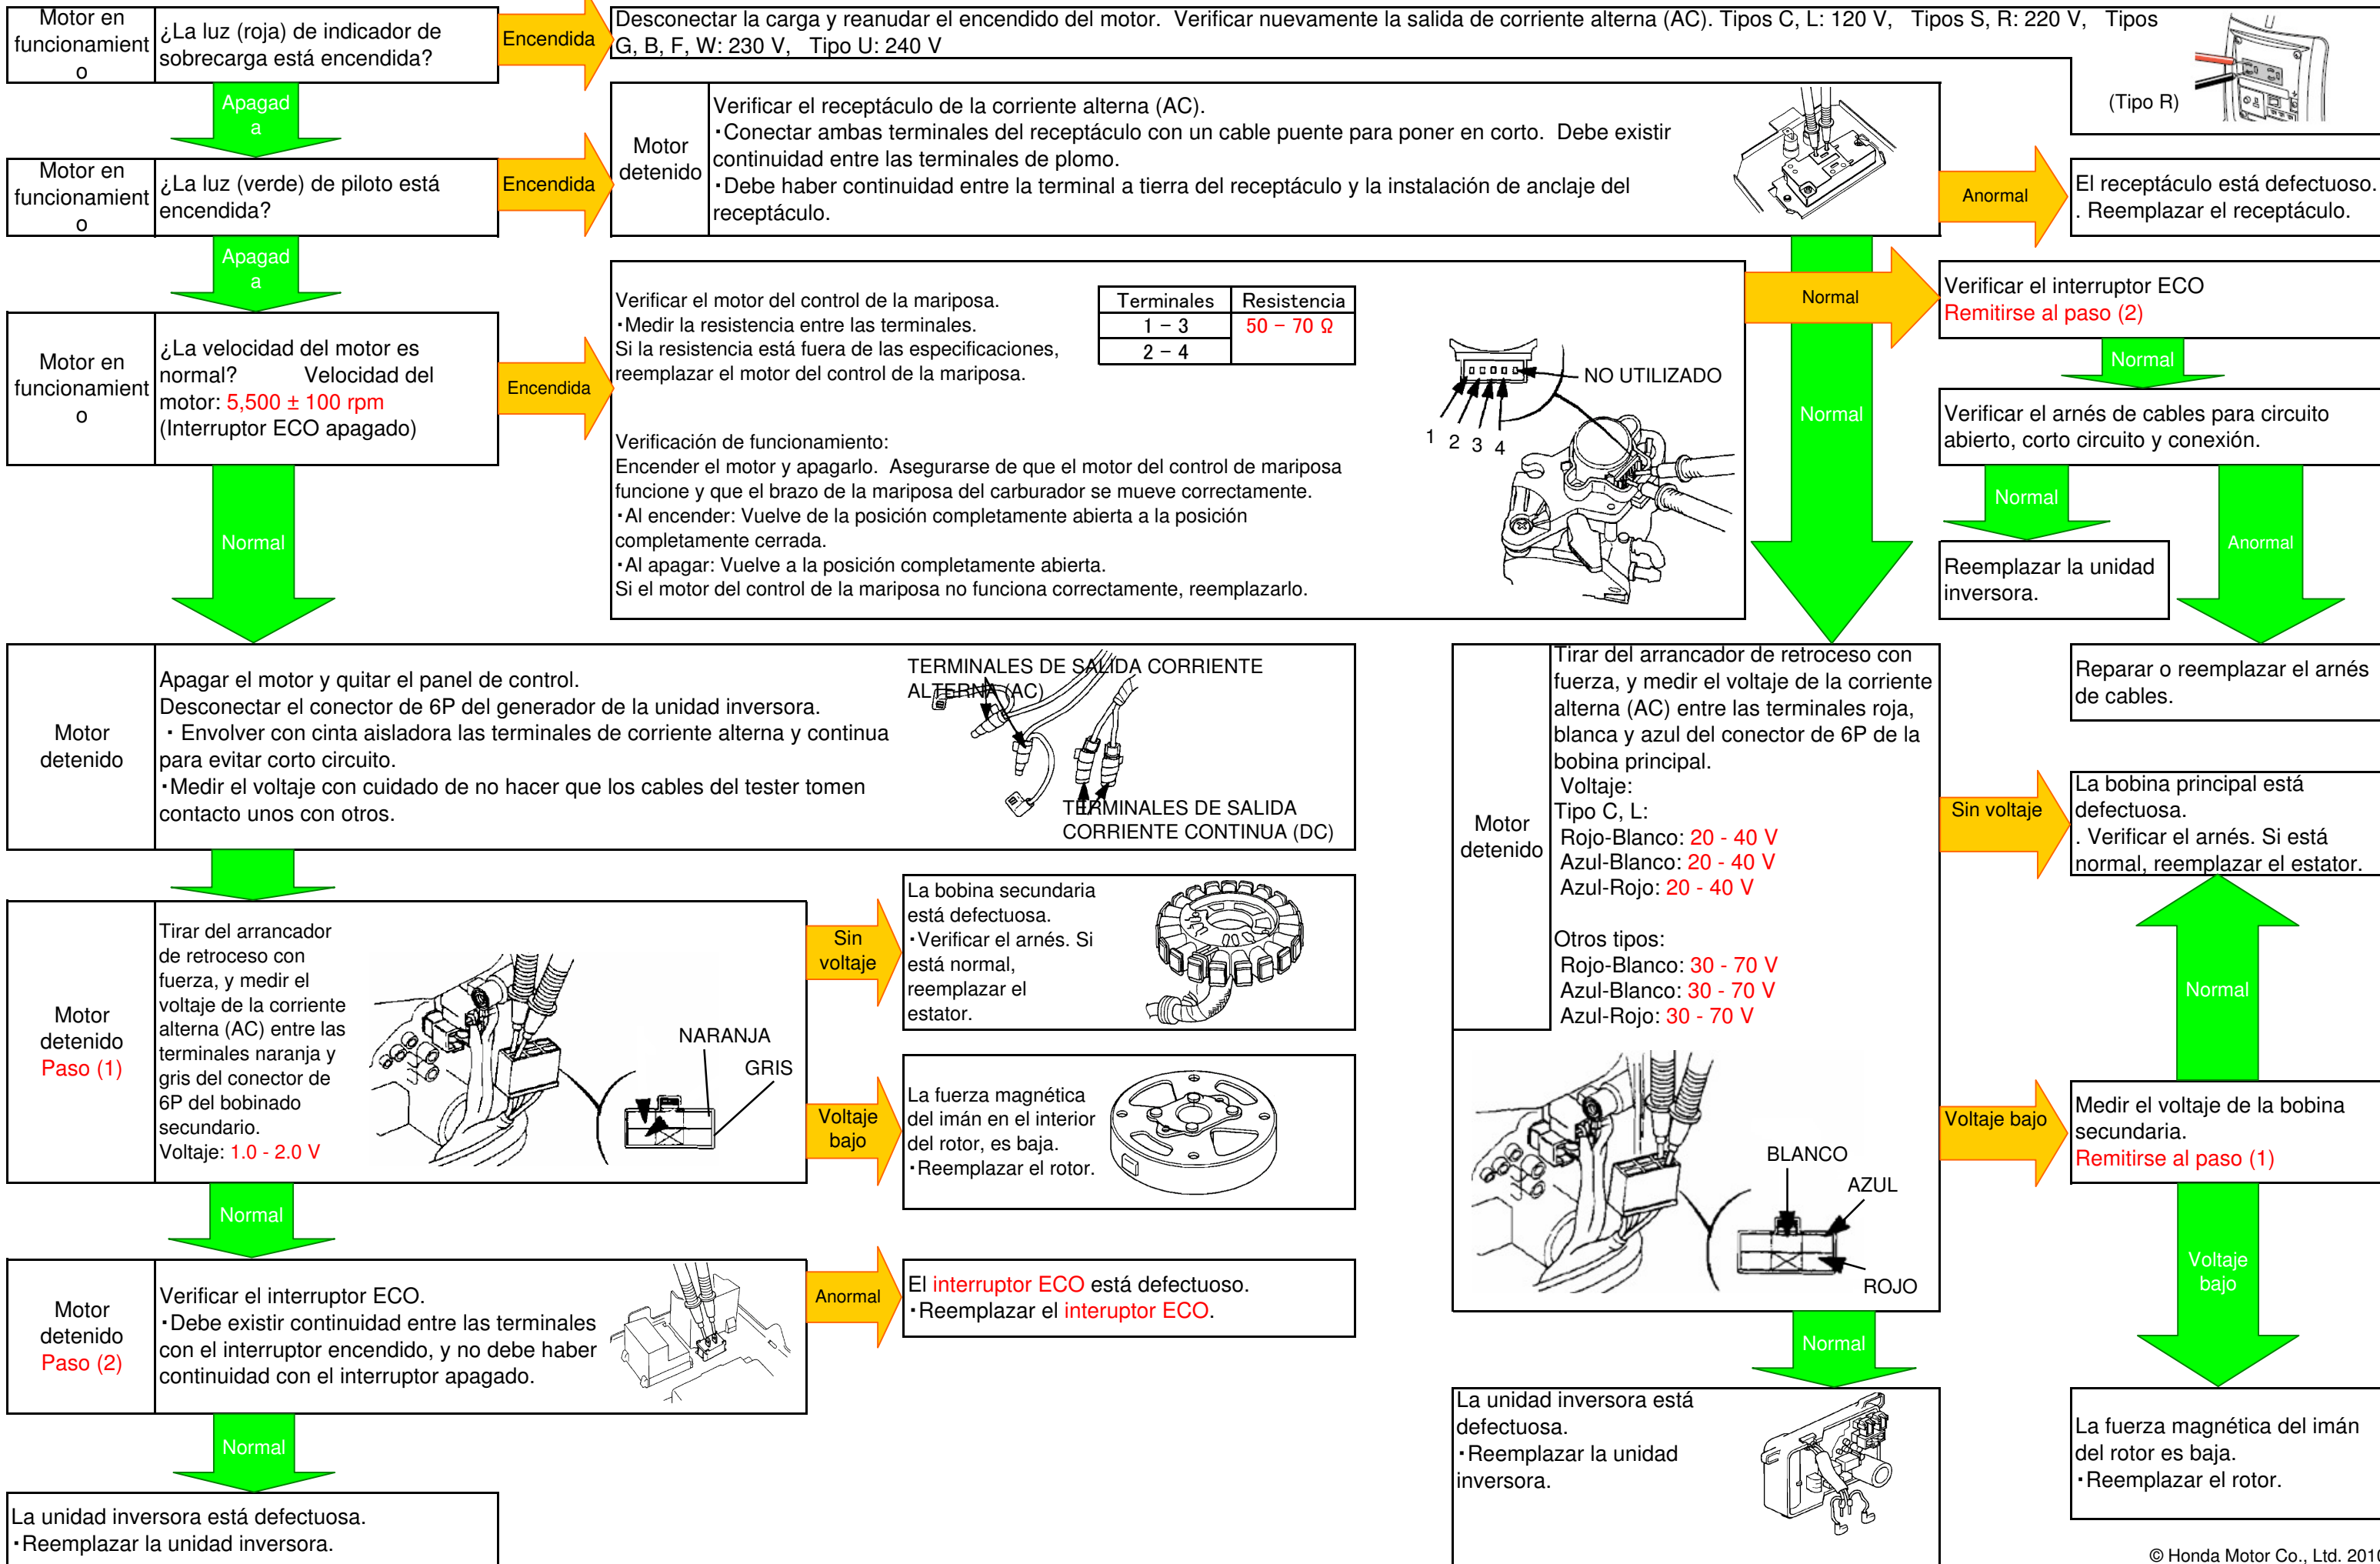 Motor en
funcionamient
o
¿La luz (roja) de indicador de
sobrecarga está encendida?
Encendida
Desconectar la carga y reanudar el encendido del motor. Verificar nuevamente la salida de corriente alterna (AC). Tipos C, L: 120 V, Tipos S, R: 220 V, Tipos
G, B, F, W: 230 V, Tipo U: 240 V
(Tipo R)
Apagad
a
Motor en
funcionamient
o
¿La luz (verde) de piloto está
encendida?
Encendida
Motor
detenido
Verificar el receptáculo de la corriente alterna (AC).
・Conectar ambas terminales del receptáculo con un cable puente para poner en corto. Debe existir
continuidad entre las terminales de plomo.
・Debe haber continuidad entre la terminal a tierra del receptáculo y la instalación de anclaje del
receptáculo.
Anormal
El receptáculo está defectuoso.
. Reemplazar el receptáculo.
Apagad
a
Motor en
funcionamient
o
¿La velocidad del motor es
normal? Velocidad del
motor: 5,500 ± 100 rpm
(Interruptor ECO apagado)
Encendida
Verificar el motor del control de la mariposa.
・Medir la resistencia entre las terminales.
Si la resistencia está fuera de las especificaciones,
reemplazar el motor del control de la mariposa.
Terminales Resistencia
1 – 3 50 – 70 Ω
2 – 4
Verificación de funcionamiento:
Encender el motor y apagarlo. Asegurarse de que el motor del control de mariposa
funcione y que el brazo de la mariposa del carburador se mueve correctamente.
・Al encender: Vuelve de la posición completamente abierta a la posición
completamente cerrada.
・Al apagar: Vuelve a la posición completamente abierta.
Si el motor del control de la mariposa no funciona correctamente, reemplazarlo.
NO UTILIZADO
1 2 3 4
Normal
Normal
Verificar el interruptor ECO
Remitirse al paso (2)
Normal
Verificar el arnés de cables para circuito
abierto, corto circuito y conexión.
Normal
Anormal
Reemplazar la unidad
inversora.
Reparar o reemplazar el arnés
de cables.
Normal
Motor
detenido
Apagar el motor y quitar el panel de control.
Desconectar el conector de 6P del generador de la unidad inversora.
・ Envolver con cinta aisladora las terminales de corriente alterna y continua
para evitar corto circuito.
・Medir el voltaje con cuidado de no hacer que los cables del tester tomen
contacto unos con otros.
TERMINALES DE SALIDA CORRIENTE
ALTERNA (AC)
TERMINALES DE SALIDA
CORRIENTE CONTINUA (DC)
Motor
detenido
Paso (1)
Tirar del arrancador
de retroceso con
fuerza, y medir el
voltaje de la corriente
alterna (AC) entre las
terminales naranja y
gris del conector de
6P del bobinado
secundario.
Voltaje: 1.0 - 2.0 V
NARANJA
GRIS
Sin
voltaje
La bobina secundaria
está defectuosa.
・Verificar el arnés. Si
está normal,
reemplazar el
estator.
Voltaje
bajo
La fuerza magnética
del imán en el interior
del rotor, es baja.
・Reemplazar el rotor.
Normal
Motor
detenido
Paso (2)
Verificar el interruptor ECO.
・Debe existir continuidad entre las terminales
con el interruptor encendido, y no debe haber
continuidad con el interruptor apagado.
Anormal
El interruptor ECO está defectuoso.
・Reemplazar el interuptor ECO.
Normal
La unidad inversora está defectuosa.
・Reemplazar la unidad inversora.
Motor
detenido
Tirar del arrancador de retroceso con
fuerza, y medir el voltaje de la corriente
alterna (AC) entre las terminales roja,
blanca y azul del conector de 6P de la
bobina principal.
Voltaje:
Tipo C, L:
Rojo-Blanco: 20 - 40 V
Azul-Blanco: 20 - 40 V
Azul-Rojo: 20 - 40 V
Otros tipos:
Rojo-Blanco: 30 - 70 V
Azul-Blanco: 30 - 70 V
Azul-Rojo: 30 - 70 V
BLANCO
AZUL
ROJO
Sin voltaje
La bobina principal está
defectuosa.
. Verificar el arnés. Si está
normal, reemplazar el estator.
Normal
Voltaje bajo
Medir el voltaje de la bobina
secundaria.
Remitirse al paso (1)
Voltaje
bajo
La fuerza magnética del imán
del rotor es baja.
・Reemplazar el rotor.
Normal
La unidad inversora está
defectuosa.
・Reemplazar la unidad
inversora.
© Honda Motor Co., Ltd. 2010